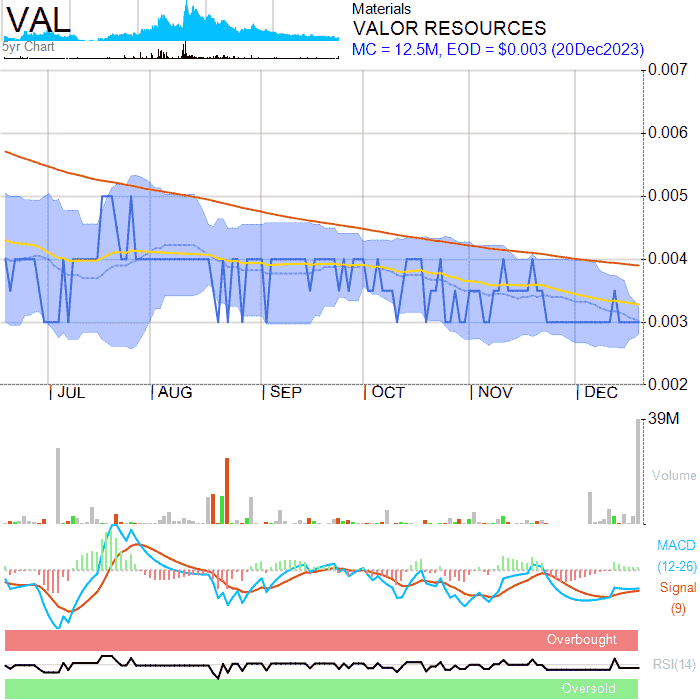 VAL
5yr Chart
Materials
VALOR RESOURCES
MC = 12.5M, EOD = $0.003 (20Dec2023)
0.007
0.006
0.005
0.004
0.003
0.002
JUL
AUG
SEP
OCT
NOV
DEC
39M
Volume
MACD
(12-26)
Signal
(9)
Overbought
RSI(14)
Oversold